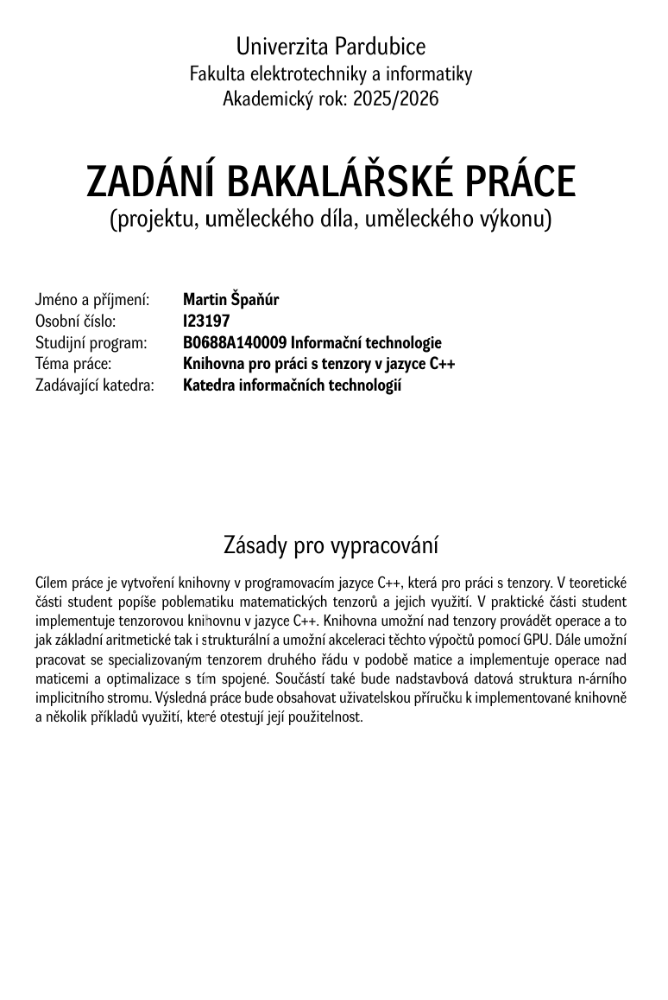 Univerzita Pardubice
Fakulta elektrotechniky a informatiky
Akademický rok: 2025/2026
ZADÁNÍ BAKALÁŘSKÉ PRÁCE
(projektu, uměleckého díla, uměleckého výkonu)
Jméno a příjmení: Martin Špaňúr
Osobní číslo: I23197
Studijní program: B0688A140009 Informační technologie
Téma práce: Knihovna pro práci s tenzory v jazyce C++
Zadávající katedra: Katedra informačních technologií
Zásady pro vypracování
Cílem práce je vytvoření knihovny v programovacím jazyce C++, která pro práci s tenzory. V teoretické
části student popíše poblematiku matematických tenzorů a jejich využití. V praktické části student
implementuje tenzorovou knihovnu v jazyce C++. Knihovna umožní nad tenzory provádět operace a to
jak základní aritmetické tak i strukturální a umožní akceleraci těchto výpočtů pomocí GPU. Dále umožní
pracovat se specializovaným tenzorem druhého řádu v podobě matice a implementuje operace nad
maticemi a optimalizace s tím spojené. Součástí také bude nadstavbová datová struktura n-árního
implicitního stromu. Výsledná práce bude obsahovat uživatelskou příručku k implementované knihovně
a několik příkladů využití, které otestují její použitelnost.